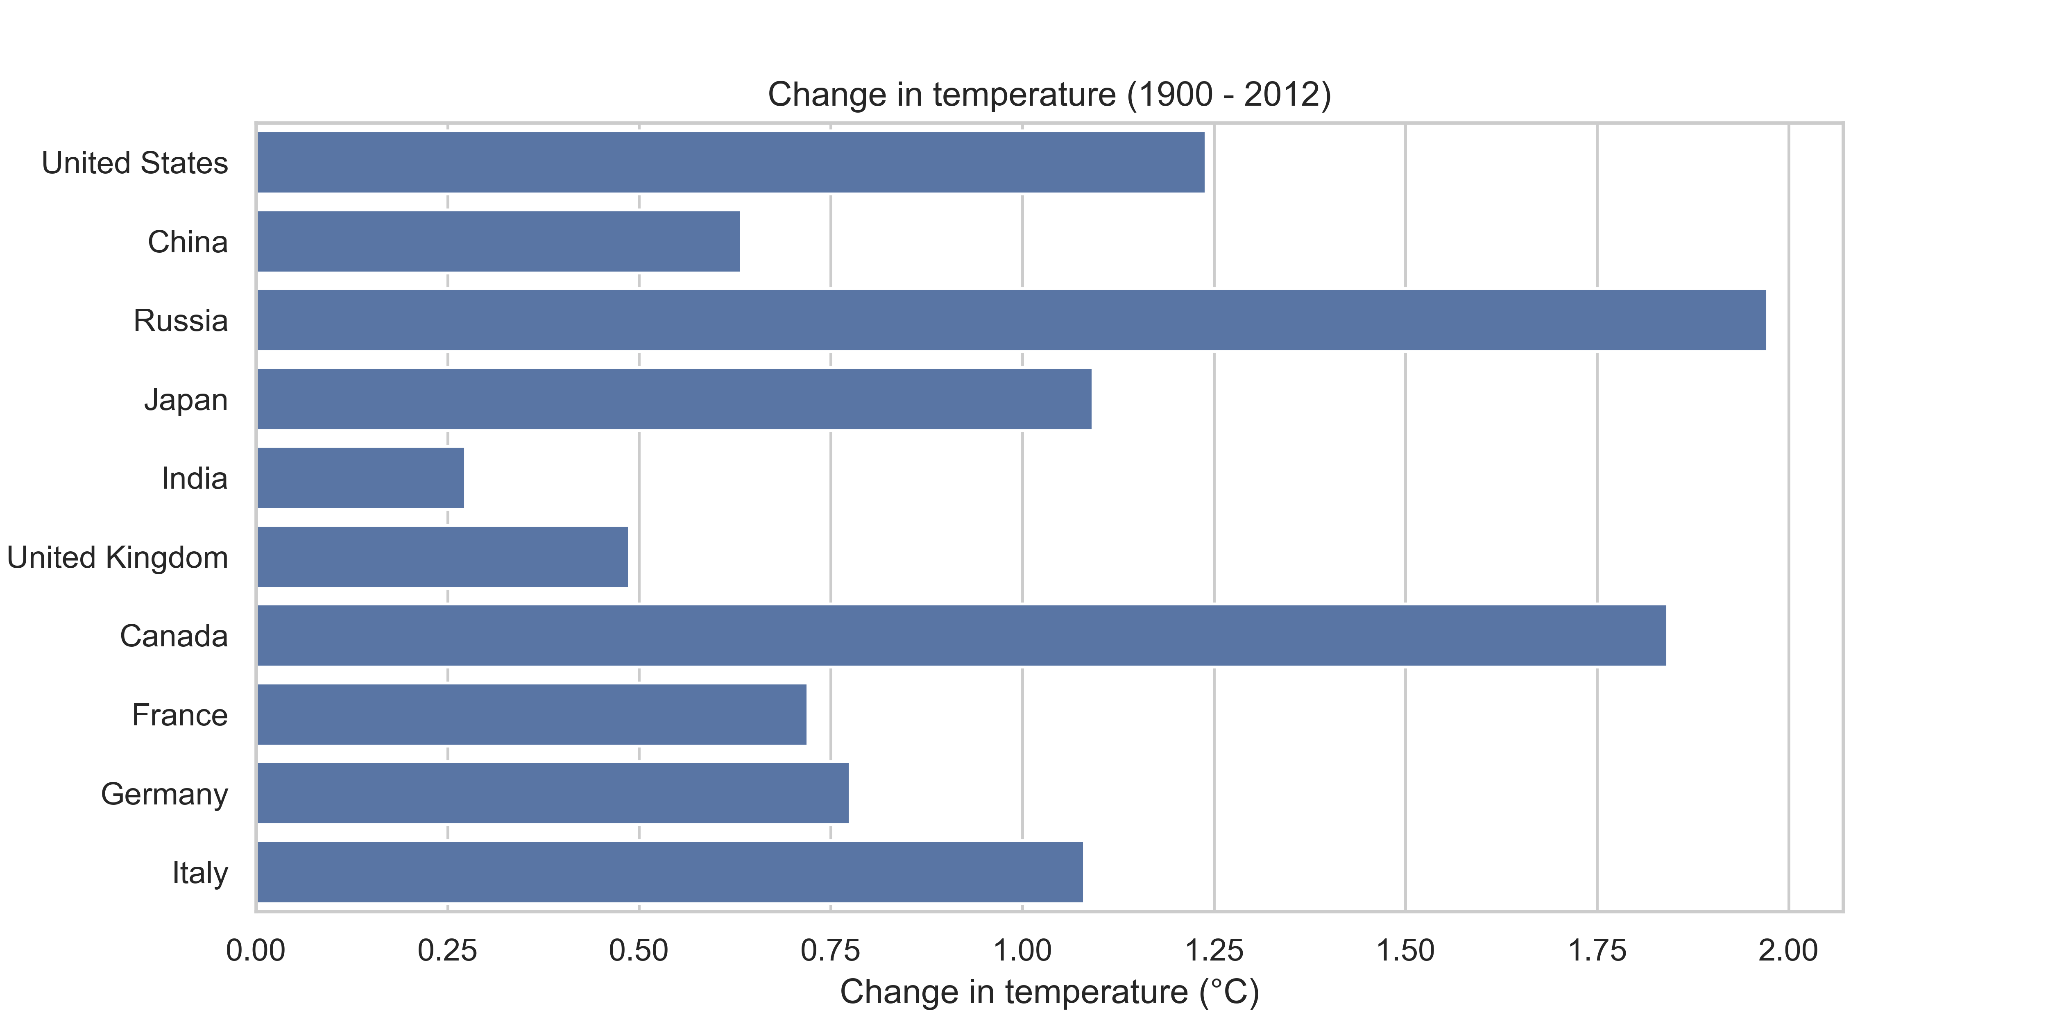 Change in temperature (1900 - 2012)
United States
China
Russia
Japan
India
United Kingdom
Canada
France
Germany
Italy
0.00 0.25 0.50 0.75 1.00 1.25 1.50 1.75 2.00
Change in temperature (°C)